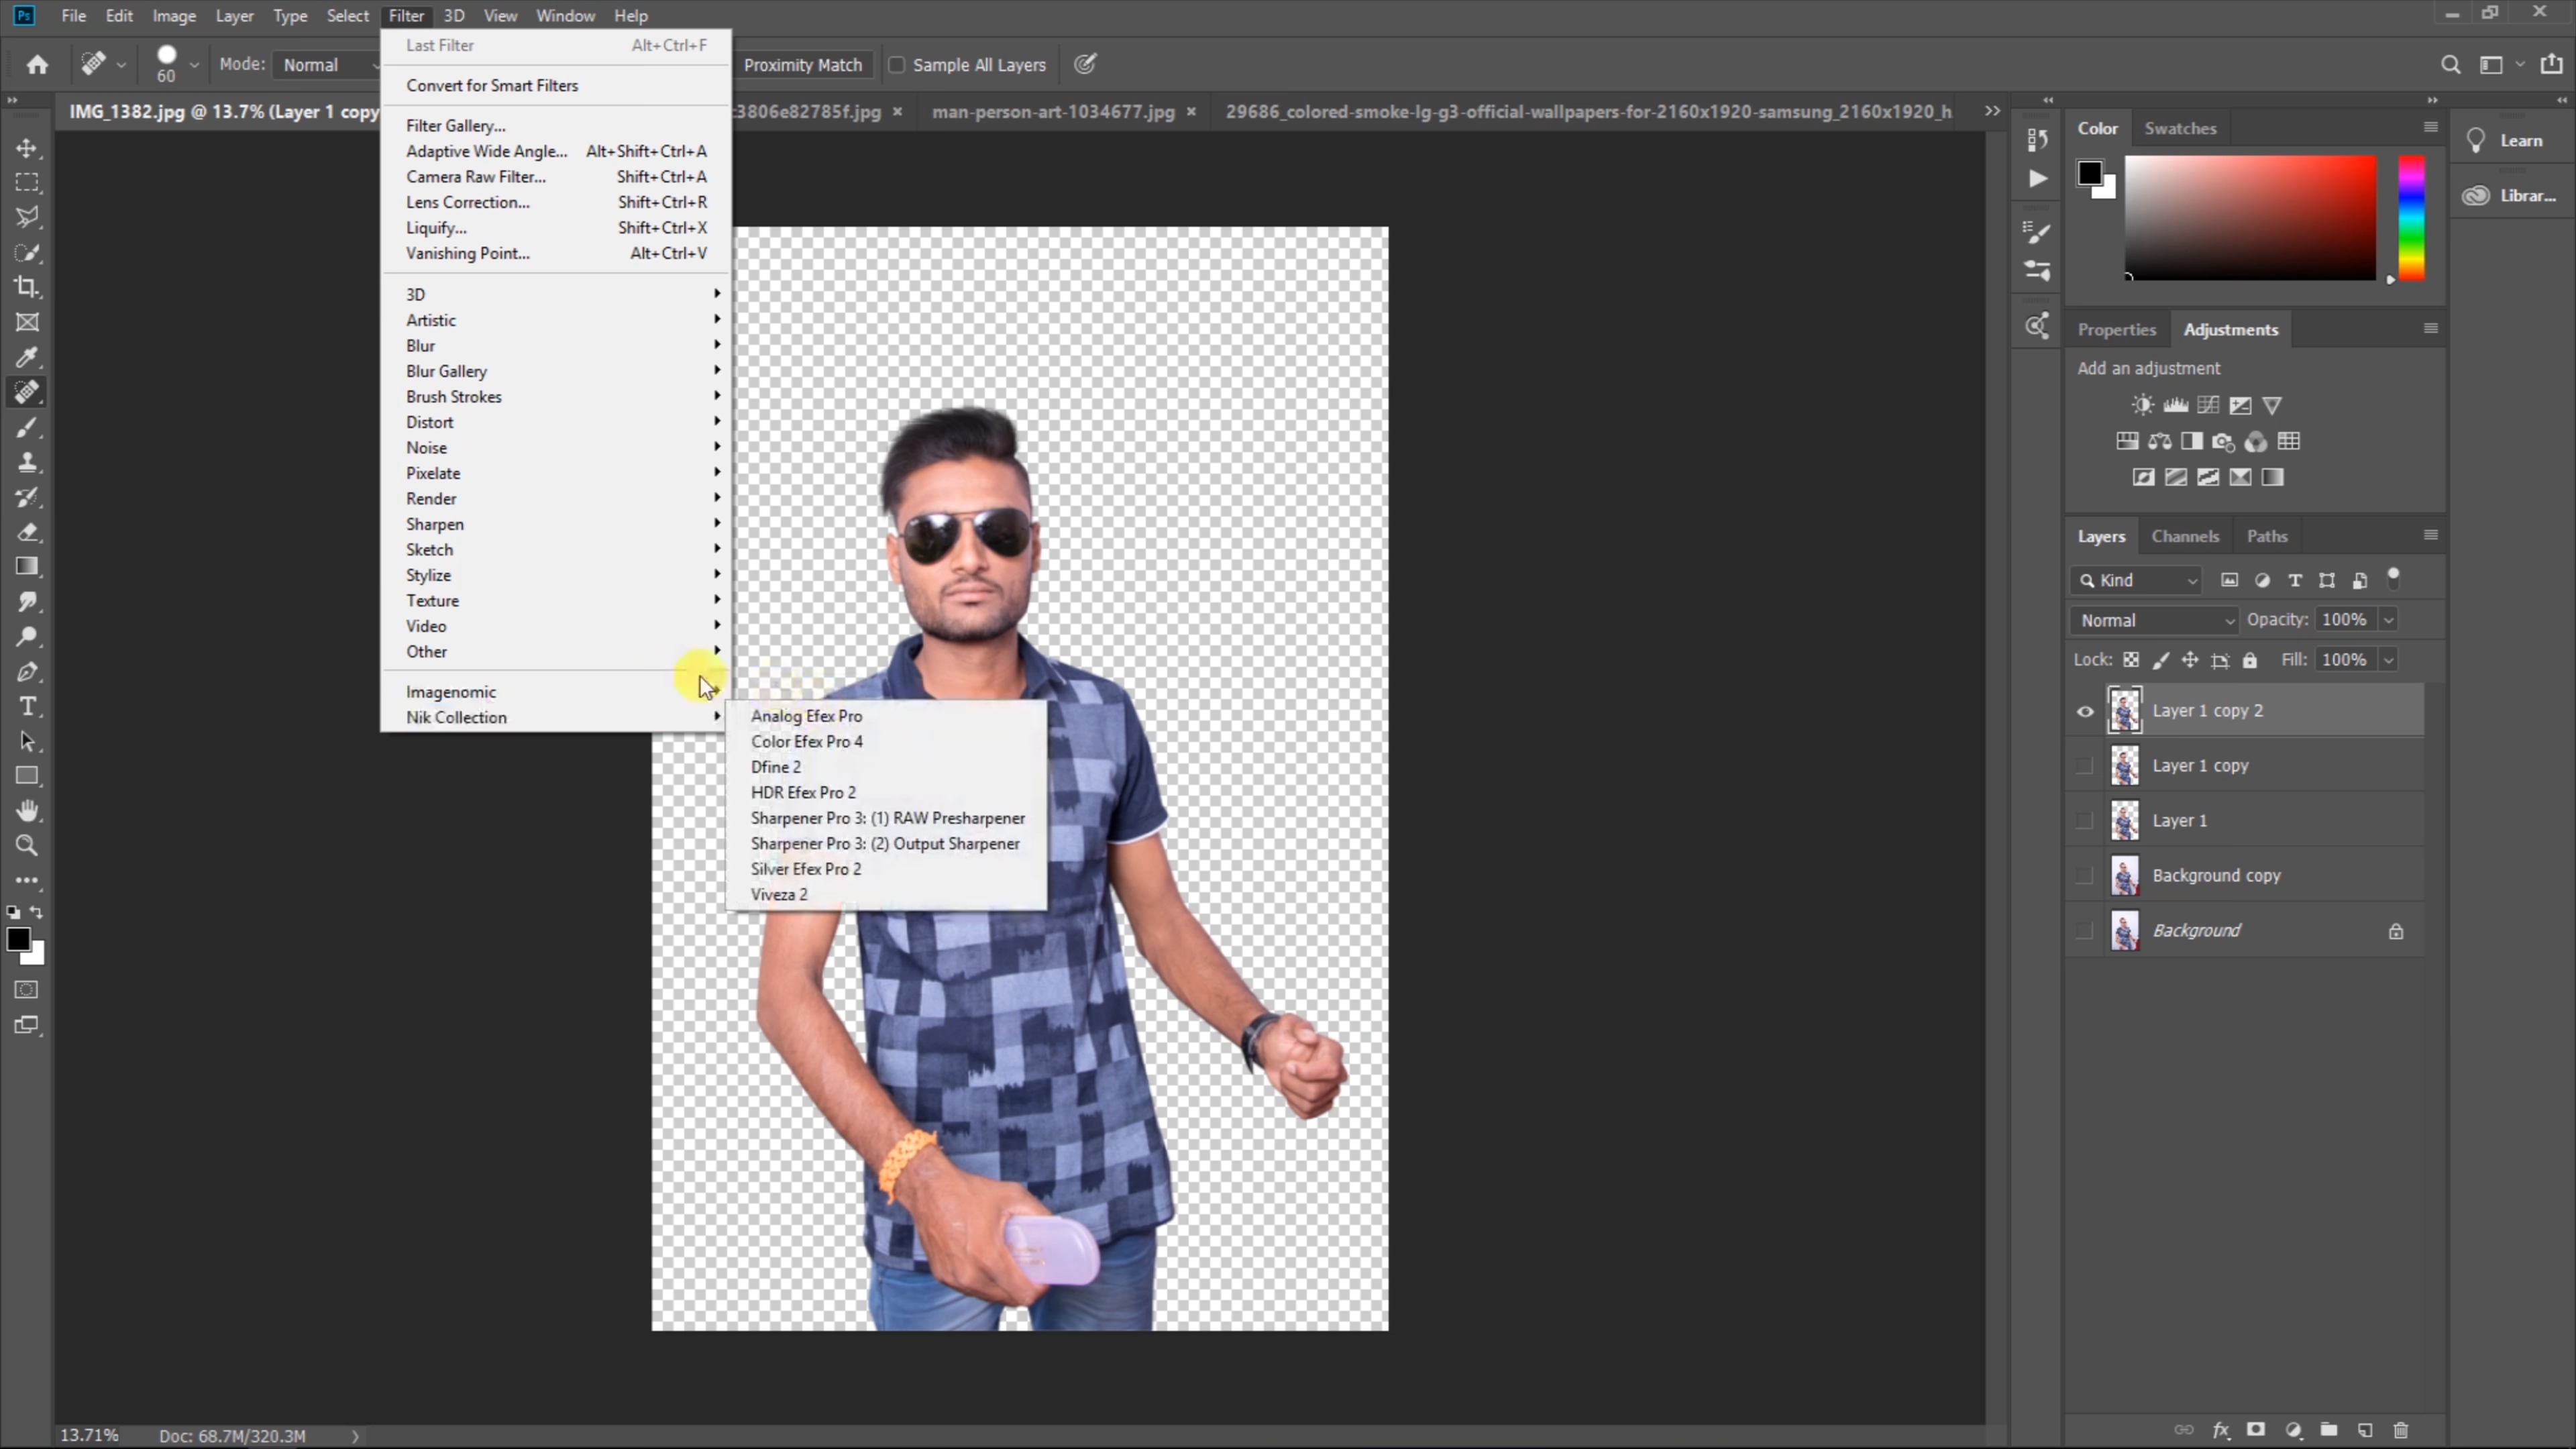 Ps File Edit Image Layer Type Select Filter 3D View Window Help
60 Mode: Normal Proximity Match Sample All Layers
IMG_1382.jpg @ 13.7% (Layer 1 copy 3806e82785f.jpg × man-person-art-1034677.jpg × 29686_colored-smoke-lg-g3-official-wallpapers-for-2160x1920-samsung_2160x1920_h
Last Filter Alt+Ctrl+F
Convert for Smart Filters
Filter Gallery...
Adaptive Wide Angle... Alt+Shift+Ctrl+A
Camera Raw Filter... Shift+Ctrl+A
Lens Correction... Shift+Ctrl+R
Liquify... Shift+Ctrl+X
Vanishing Point... Alt+Ctrl+V
3D
Artistic
Blur
Blur Gallery
Brush Strokes
Distort
Noise
Pixelate
Render
Sharpen
Sketch
Stylize
Texture
Video
Other
Imagenomic
Nik Collection
Analog Efex Pro
Color Efex Pro 4
Dfine 2
HDR Efex Pro 2
Sharpener Pro 3: (1) RAW Presharpener
Sharpener Pro 3: (2) Output Sharpener
Silver Efex Pro 2
Viveza 2
Color Swatches
Learn
Librar...
Properties Adjustments
Add an adjustment
Layers Channels Paths
Kind
Normal Opacity: 100%
Lock: Fill: 100%
Layer 1 copy 2
Layer 1 copy
Layer 1
Background copy
Background
13.71% Doc: 68.7M/320.3M